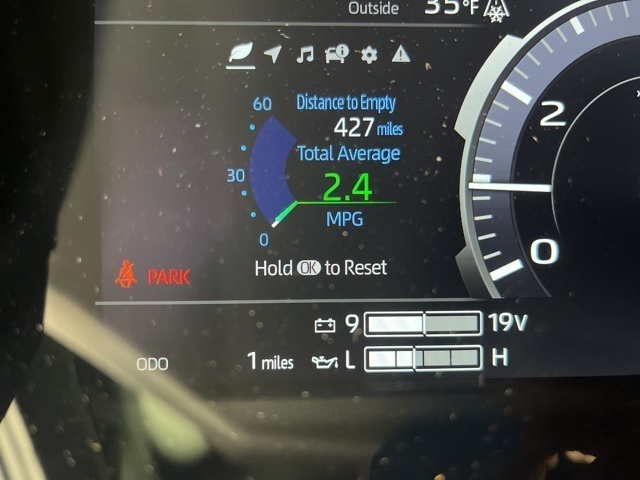 Outside 35°F
60
Distance to Empty
427 miles
Total Average
30
2.4
MPG
0
Hold OK to Reset
PARK
2
0
9 19V
ODO 1 miles L H